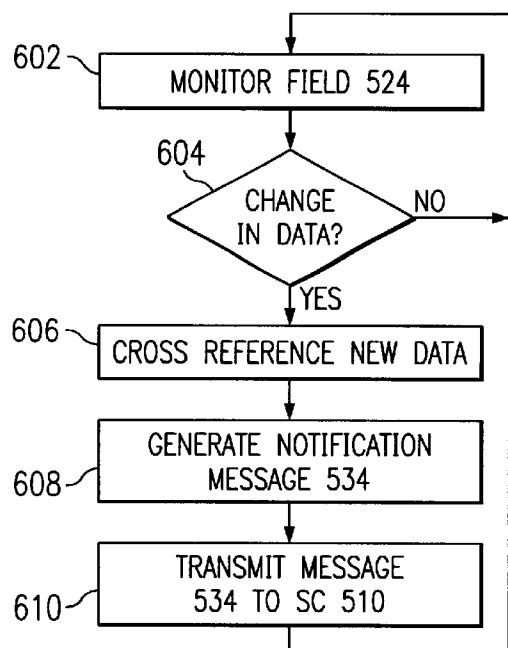 602
MONITOR FIELD 524
604
CHANGE
IN DATA?
NO
YES
606
CROSS REFERENCE NEW DATA
GENERATE NOTIFICATION
MESSAGE 534
608
TRANSMIT MESSAGE
534 TO SC 510
610